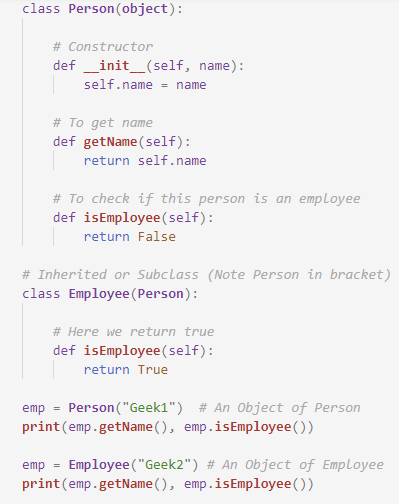 class Person(object):
# Constructor
def __init__(self, name):
self.name = name
# To get name
def getName(self):
return self.name
# To check if this person is an employee
def isEmployee(self):
return False
# Inherited or Subclass (Note Person in bracket)
class Employee(Person):
# Here we return true
def isEmployee(self):
return True
emp = Person("Geek1")  # An Object of Person
print(emp.getName(), emp.isEmployee())
emp = Employee("Geek2") # An Object of Employee
print(emp.getName(), emp.isEmployee())